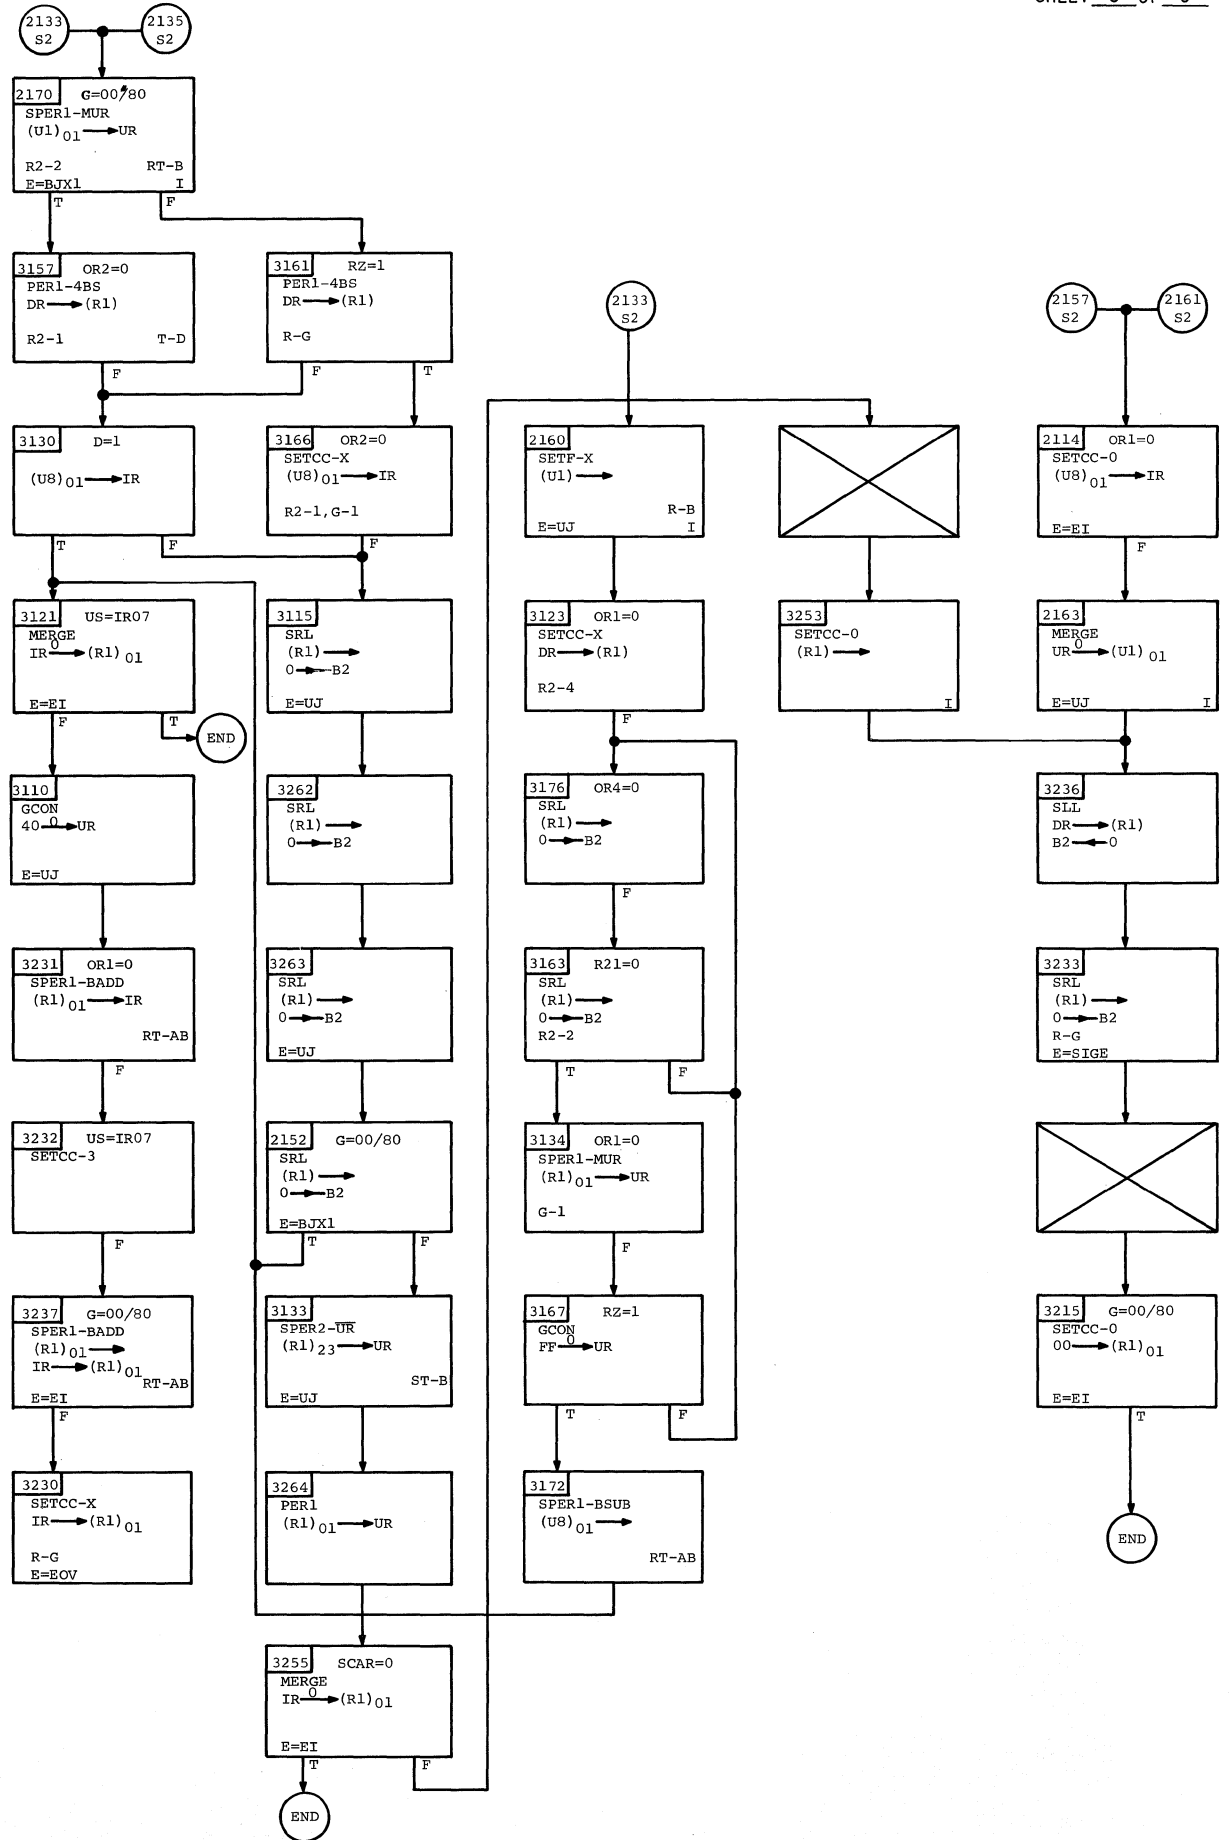 2133
S2
2135
S2
2170 G=00/80
SPER1-MUR
(U1)01 → UR
R2-2 RT-B
E=BJX1 I
T F
3157 OR2=0
PER1-4BS
DR → (R1)
R2-1 T-D
F
3161 RZ=1
PER1-4BS
DR → (R1)
R-G
F T
3130 D=1
(U8)01 → IR
T F
3166 OR2=0
SETCC-X
(U8)01 → IR
R2-1,G-1
F
3121 US=IR07
MERGE
0
IR → (R1)01
E=EI
F T
END
3115
SRL
(R1) →
0 → B2
E=UJ
3110
GCON
0
40 → UR
E=UJ
3262
SRL
(R1) →
0 → B2
3231 OR1=0
SPER1-BADD
(R1)01 → IR
RT-AB
F
3263
SRL
(R1) →
0 → B2
E=UJ
3232 US=IR07
SETCC-3
F
2152 G=00/80
SRL
(R1) →
0 → B2
E=BJX1
T F
3237 G=00/80
SPER1-BADD
(R1)01 →
IR → (R1)01
RT-AB
E=EI
F
3133
SPER2-U̅R̅
(R1)23 → UR
ST-B
E=UJ
3230
SETCC-X
IR → (R1)01
R-G
E=EOV
3264
PER1
(R1)01 → UR
3255 SCAR=0
MERGE
0
IR → (R1)01
E=EI
T F
END
2133
S2
2160
SETF-X
(U1) →
R-B
E=UJ I
3123 OR1=0
SETCC-X
DR → (R1)
R2-4
F
3176 OR4=0
SRL
(R1) →
0 → B2
F
3163 R21=0
SRL
(R1) →
0 → B2
R2-2
T F
3134 OR1=0
SPER1-MUR
(R1)01 → UR
G-1
F
3167 RZ=1
GCON
0
FF → UR
T F
3172
SPER1-BSUB
(U8)01 →
RT-AB
3253
SETCC-0
(R1) →
I
2157
S2
2161
S2
2114 OR1=0
SETCC-0
(U8)01 → IR
E=EI
F
2163
MERGE
0
UR → (U1)01
E=UJ I
3236
SLL
DR → (R1)
B2 ← 0
3233
SRL
(R1) →
0 → B2
R-G
E=SIGE
3215 G=00/80
SETCC-0
00 → (R1)01
E=EI
T
END